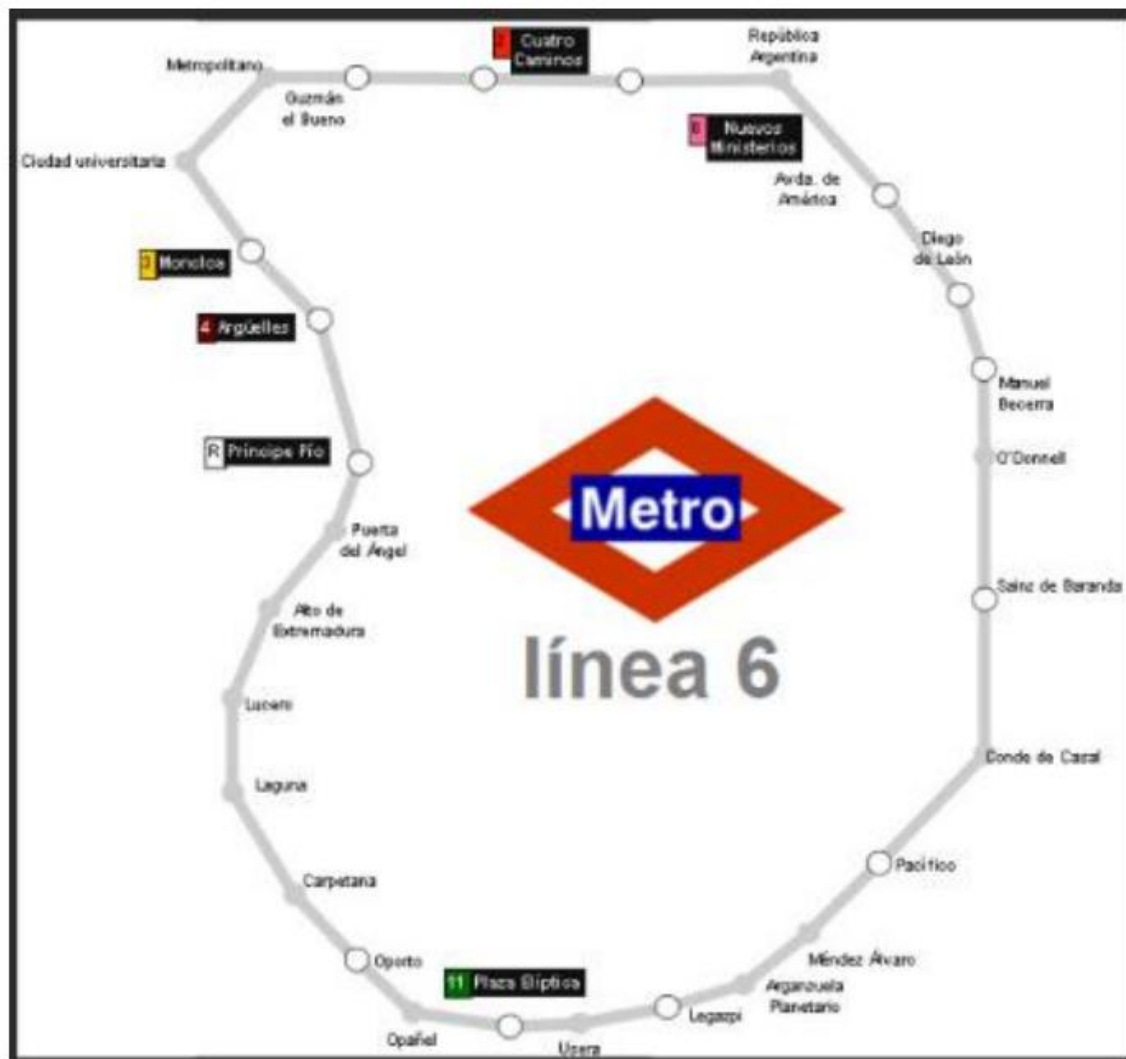 2 Cuatro
Caminos
República
Argentina
Metropolitano
Guzmán
el Bueno
Nuevos
Ministerios
Ciudad universitaria
Avda. de
América
Diego
de León
3 Moncloa
4 Argüelles
Manuel
Becerra
R Príncipe Pío
O'Donnell
Metro
Puerta
del Ángel
Sainz de Baranda
Alto de
Extremadura
línea 6
Lucero
Conde de Casal
Laguna
Pacífico
Carpetana
Oporto
Méndez Álvaro
11 Plaza Elíptica
Arganzuela
Planetario
Legazpi
Opañel
Usera